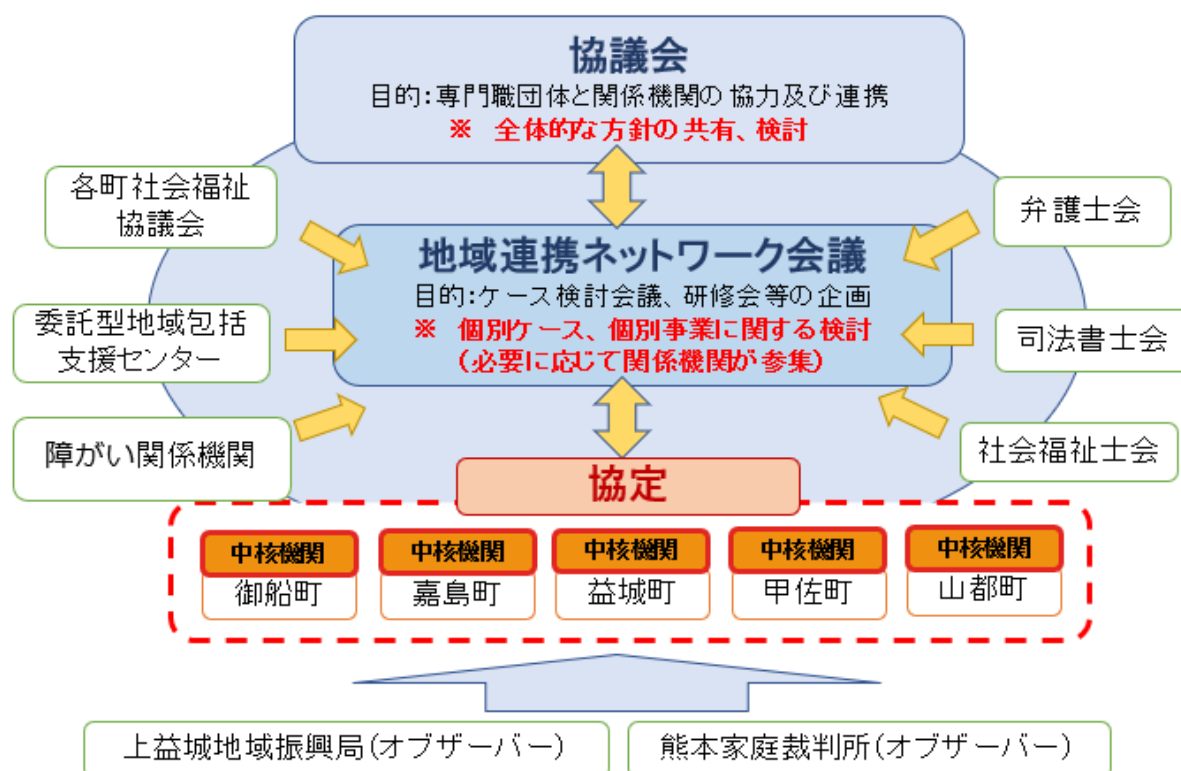 協議会
目的:専門職団体と関係機関の協力及び連携
※ 全体的な方針の共有、検討
各町社会福祉
協議会
弁護士会
地域連携ネットワーク会議
目的:ケース検討会議、研修会等の企画
※ 個別ケース、個別事業に関する検討
(必要に応じて関係機関が参集)
委託型地域包括
支援センター
司法書士会
障がい関係機関
社会福祉士会
協定
中核機関 中核機関 中核機関 中核機関 中核機関
御船町 嘉島町 益城町 甲佐町 山都町
上益城地域振興局(オブザーバー) 熊本家庭裁判所(オブザーバー)